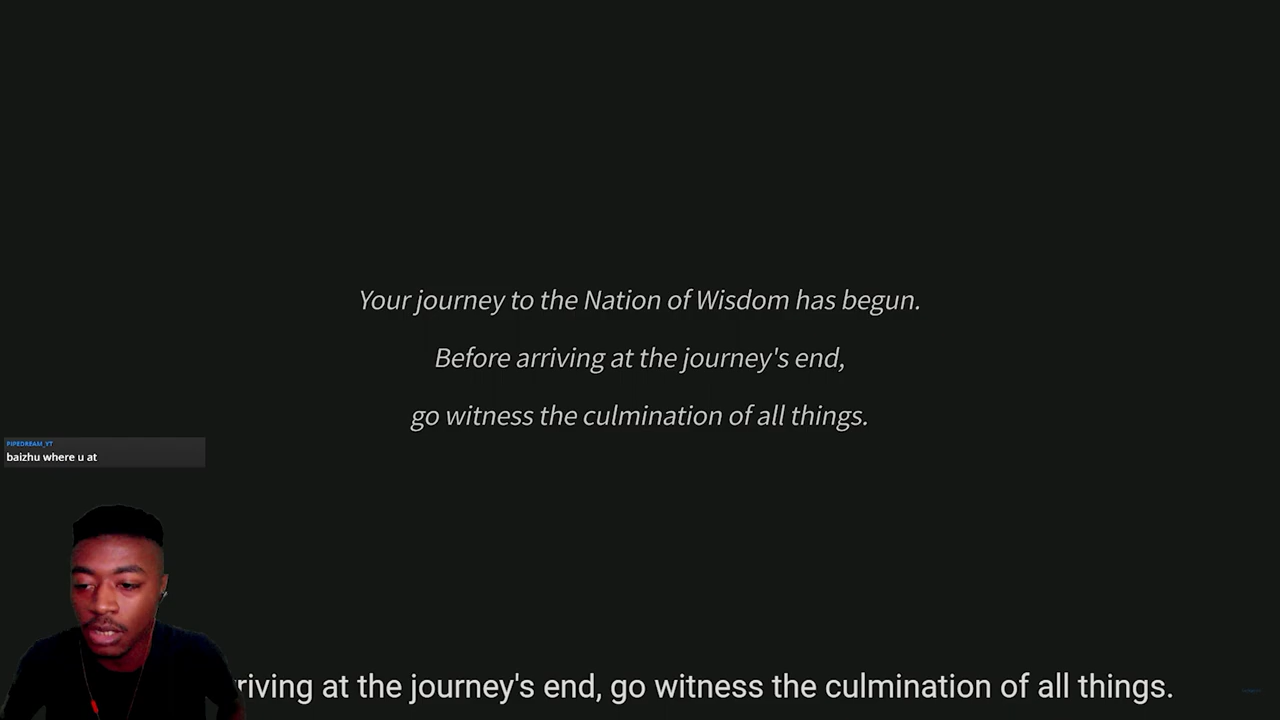 Your journey to the Nation of Wisdom has begun.
Before arriving at the journey's end,
go witness the culmination of all things.
PIPEDREAM_YT
baizhu where u at
riving at the journey's end, go witness the culmination of all things.